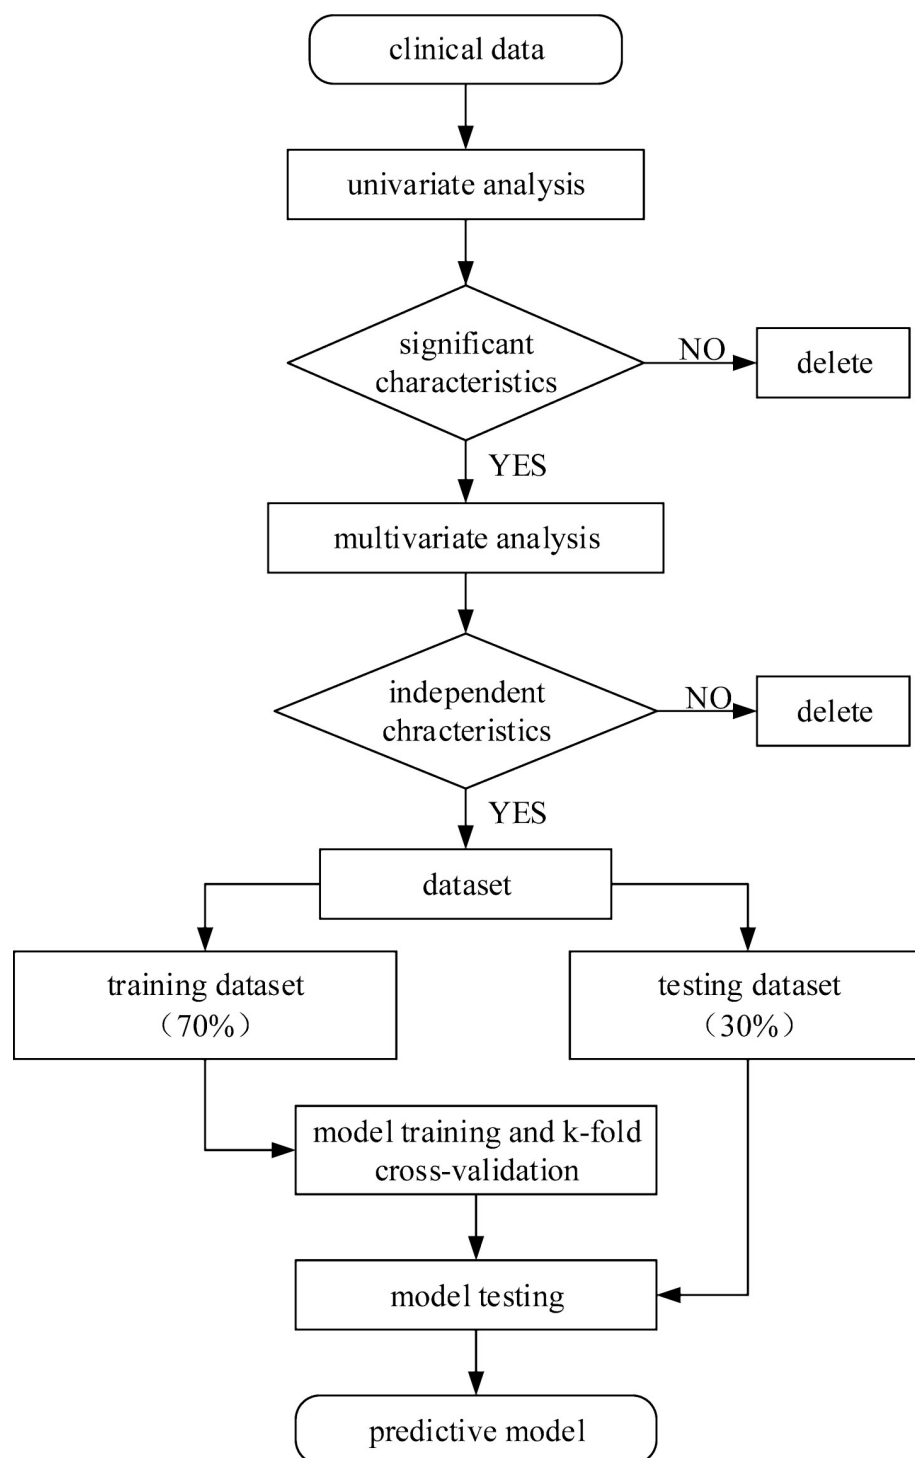 clinical data
univariate analysis
significant
characteristics
NO
delete
YES
multivariate analysis
independent
chracteristics
NO
delete
YES
dataset
training dataset
（70%）
testing dataset
（30%）
model training and k-fold
cross-validation
model testing
predictive model